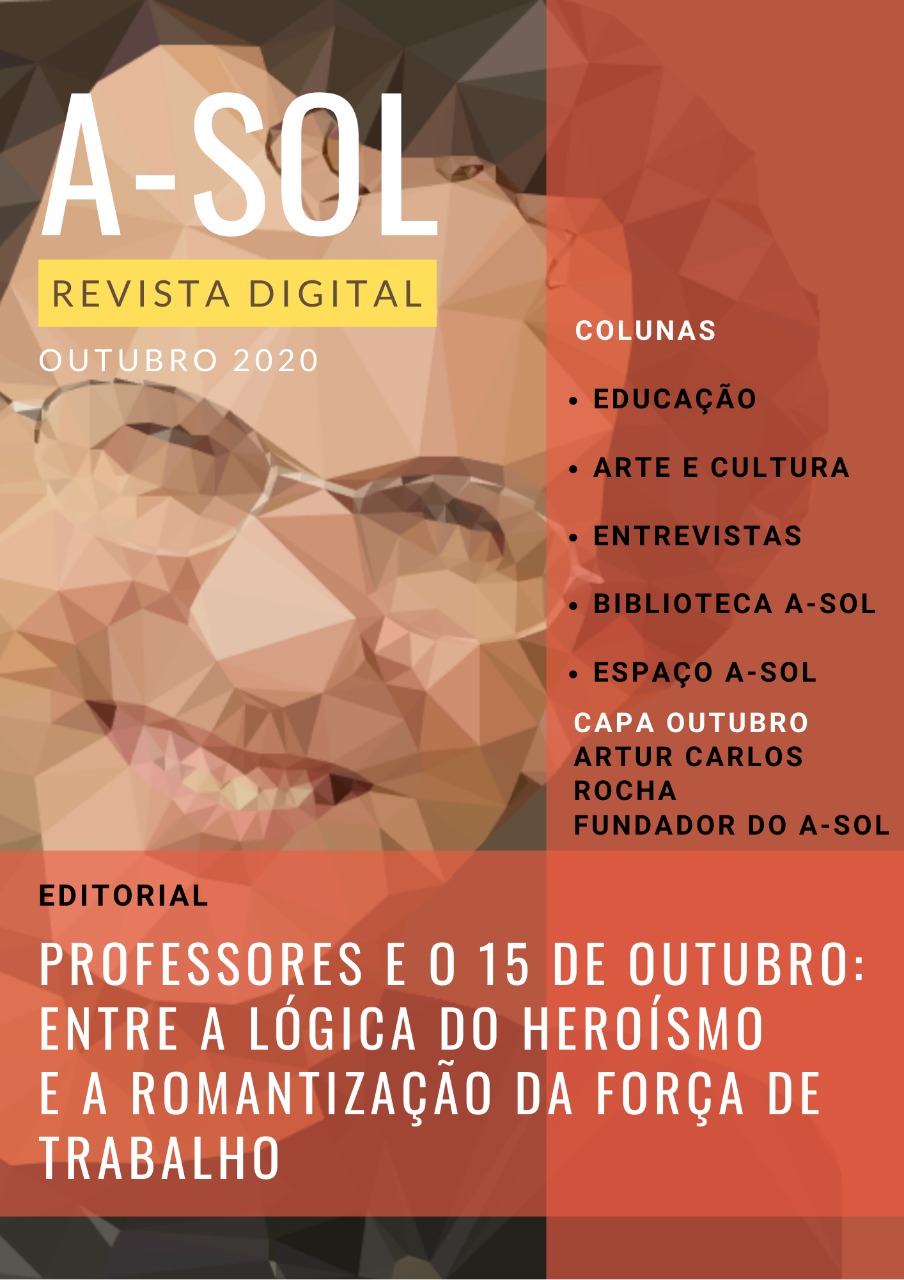 A-SOL
REVISTA DIGITAL
OUTUBRO 2020
COLUNAS
• EDUCAÇÃO
• ARTE E CULTURA
• ENTREVISTAS
• BIBLIOTECA A-SOL
• ESPAÇO A-SOL
CAPA OUTUBRO
ARTUR CARLOS
ROCHA
FUNDADOR DO A-SOL
EDITORIAL
PROFESSORES E O 15 DE OUTUBRO:
ENTRE A LÓGICA DO HEROÍSMO
E A ROMANTIZAÇÃO DA FORÇA DE
TRABALHO